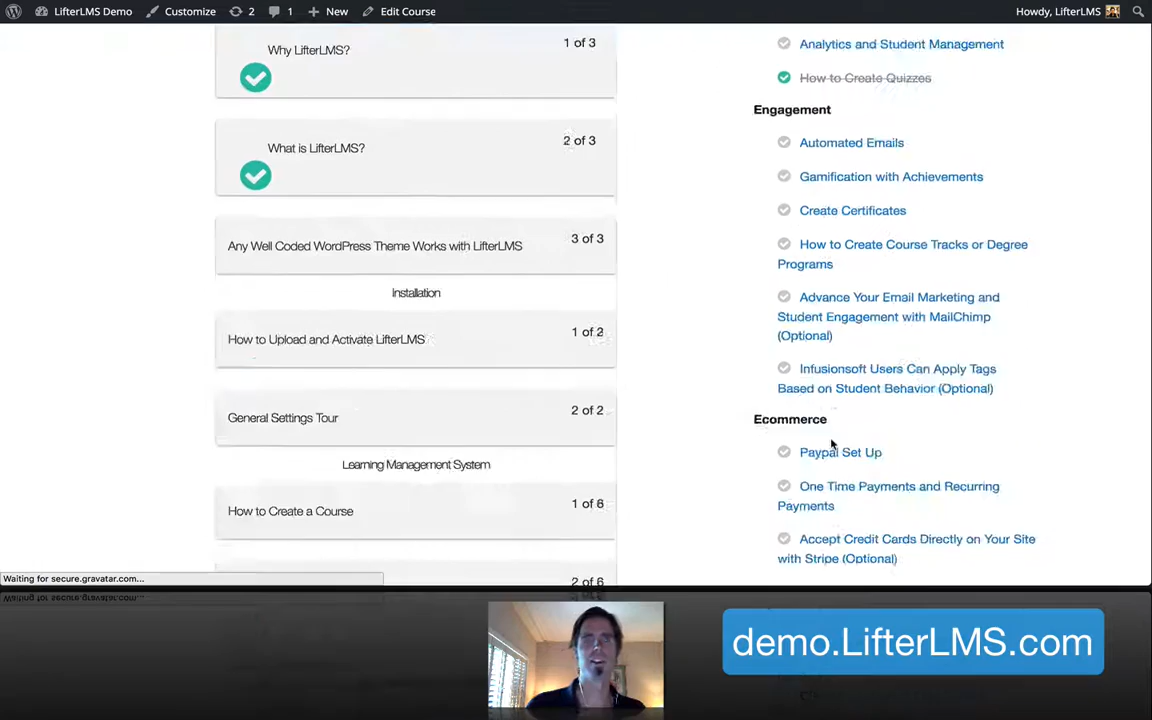 LifterLMS Demo Customize 2 1 New Edit Course Howdy, LifterLMS
Why LifterLMS? 1 of 3
What is LifterLMS? 2 of 3
Any Well Coded WordPress Theme Works with LifterLMS 3 of 3
Installation
How to Upload and Activate LifterLMS 1 of 2
General Settings Tour 2 of 2
Learning Management System
How to Create a Course 1 of 6
2 of 6
Analytics and Student Management
How to Create Quizzes
Engagement
Automated Emails
Gamification with Achievements
Create Certificates
How to Create Course Tracks or Degree
Programs
Advance Your Email Marketing and
Student Engagement with MailChimp
(Optional)
Infusionsoft Users Can Apply Tags
Based on Student Behavior (Optional)
Ecommerce
Paypal Set Up
One Time Payments and Recurring
Payments
Accept Credit Cards Directly on Your Site
with Stripe (Optional)
Waiting for secure.gravatar.com...
Waiting for secure.gravatar.com...
demo.LifterLMS.com